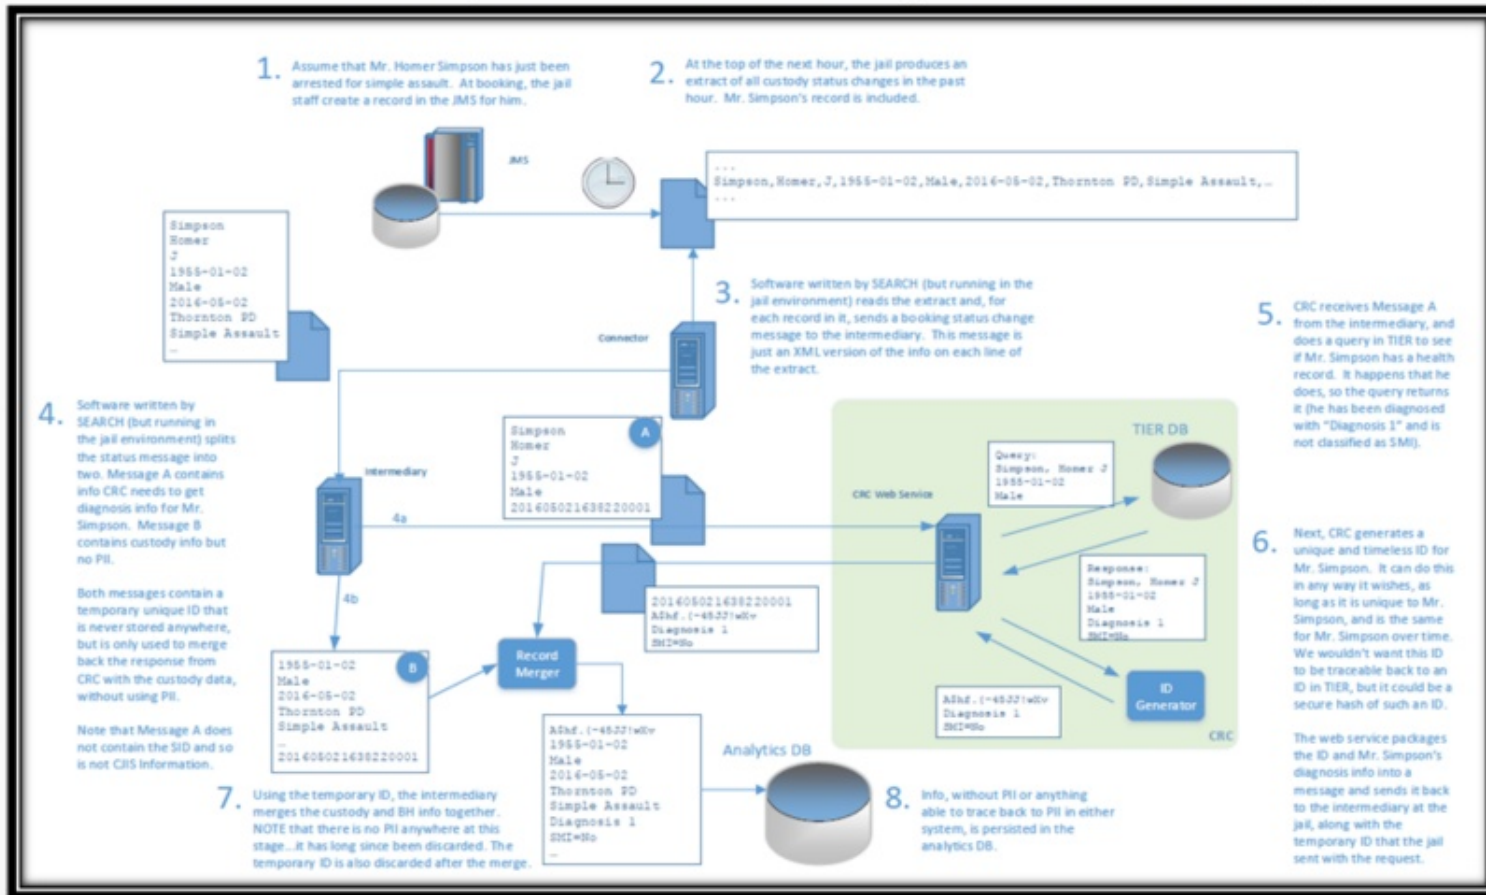 1.
Assume that Mr. Homer Simpson has just been
arrested for simple assault. At booking, the jail
staff create a record in the JMS for him.
2.
At the top of the next hour, the jail produces an
extract of all custody status changes in the past
hour. Mr. Simpson's record is included.
JMS
...
Simpson,Homer,J,1955-01-02,Male,2016-05-02,Thornton PD,Simple Assault,…
...
Simpson
Homer
J
1955-01-02
Male
2016-05-02
Thornton PD
Simple Assault
…
3.
Software written by SEARCH (but running in the
jail environment) reads the extract and, for
each record in it, sends a booking status change
message to the intermediary. This message is
just an XML version of the info on each line of
the extract.
Connector
4.
Software written by
SEARCH (but running in
the jail environment) splits
the status message into
two. Message A contains
info CRC needs to get
diagnosis info for Mr.
Simpson. Message B
contains custody info but
no PII.
Both messages contain a
temporary unique ID that
is never stored anywhere,
but is only used to merge
back the response from
CRC with the custody data,
without using PII.
Note that Message A does
not contain the SID and so
is not CJIS Information.
Intermediary
A
Simpson
Homer
J
1955-01-02
Male
201605021638220001
4a
4b
CRC Web Service
TIER DB
Query:
Simpson, Homer J
1955-01-02
Male
Response:
Simpson, Homer J
1955-01-02
Male
Diagnosis 1
SMI=No
A$hf.(-45JJ!wXv
Diagnosis 1
SMI=No
ID
Generator
CRC
5.
CRC receives Message A
from the intermediary, and
does a query in TIER to see
if Mr. Simpson has a health
record. It happens that he
does, so the query returns
it (he has been diagnosed
with "Diagnosis 1" and is
not classified as SMI).
6.
Next, CRC generates a
unique and timeless ID for
Mr. Simpson. It can do this
in any way it wishes, as
long as it is unique to Mr.
Simpson, and is the same
for Mr. Simpson over time.
We wouldn't want this ID
to be traceable back to an
ID in TIER, but it could be a
secure hash of such an ID.
The web service packages
the ID and Mr. Simpson's
diagnosis info into a
message and sends it back
to the intermediary at the
jail, along with the
temporary ID that the jail
sent with the request.
201605021638220001
A$hf.(-45JJ!wXv
Diagnosis 1
SMI=No
B
1955-01-02
Male
2016-05-02
Thornton PD
Simple Assault
…
201605021638220001
Record
Merger
A$hf.(-45JJ!wXv
1955-01-02
Male
2016-05-02
Thornton PD
Simple Assault
Diagnosis 1
SMI=No
…
Analytics DB
7.
Using the temporary ID, the intermediary
merges the custody and BH info together.
NOTE that there is no PII anywhere at this
stage...it has long since been discarded. The
temporary ID is also discarded after the merge.
8.
Info, without PII or anything
able to trace back to PII in either
system, is persisted in the
analytics DB.